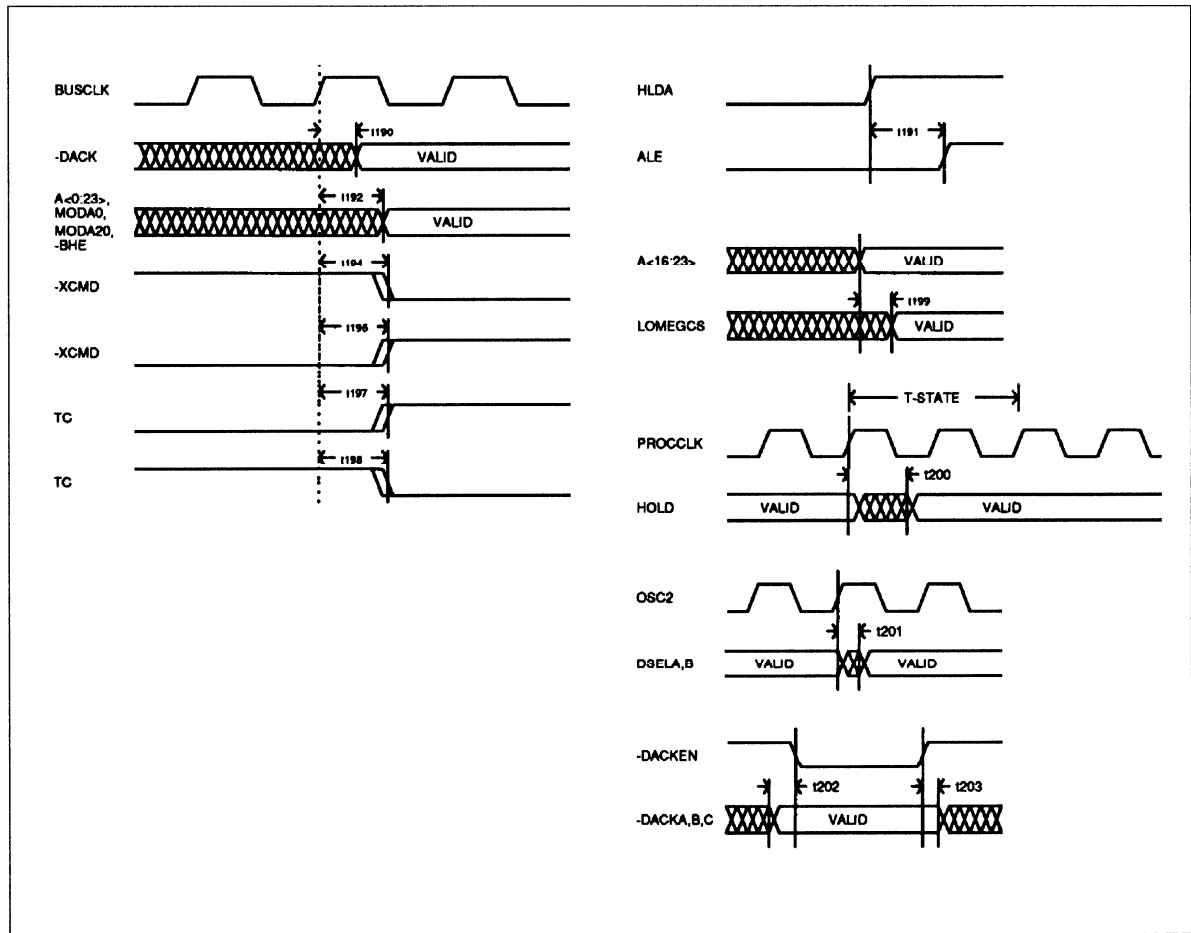 BUSCLK
t190
-DACK
VALID
A<0:23>,
MODA0,
MODA20,
-BHE
t192
VALID
t194
-XCMD
t196
-XCMD
t197
TC
t198
TC
HLDA
t191
ALE
A<16:23>
VALID
t199
LOMEGCS
VALID
T-STATE
PROCCLK
t200
HOLD
VALID
VALID
OSC2
t201
DSELA,B
VALID
VALID
-DACKEN
t202
t203
-DACKA,B,C
VALID